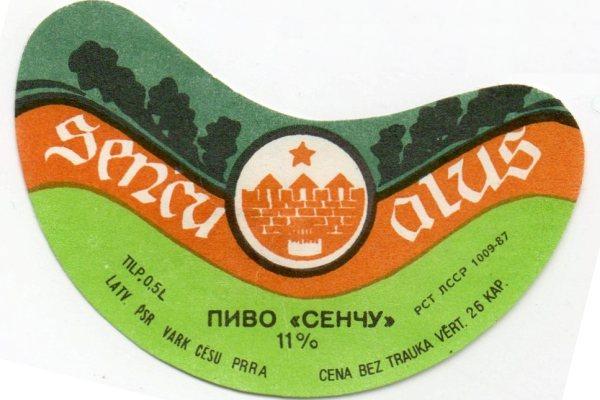 Senču alus
TILP. 0,5L
LATV PSR VARK CĒSU PRRA
ПИВО «СЕНЧУ»
11%
РСТ ЛССР 1009-87
CENA BEZ TRAUKA VĒRT. 26 KAP.